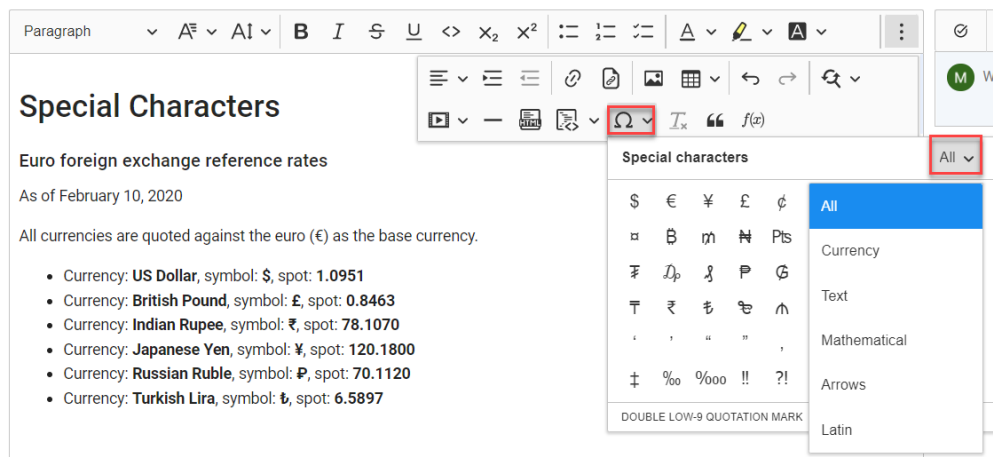 Paragraph
B I S U <> X₂ X²
A A
M
W
HTML
Ω
f(x)
Special Characters
Euro foreign exchange reference rates
As of February 10, 2020
All currencies are quoted against the euro (€) as the base currency.
Currency: US Dollar, symbol: $, spot: 1.0951
Currency: British Pound, symbol: £, spot: 0.8463
Currency: Indian Rupee, symbol: ₹, spot: 78.1070
Currency: Japanese Yen, symbol: ¥, spot: 120.1800
Currency: Russian Ruble, symbol: ₽, spot: 70.1120
Currency: Turkish Lira, symbol: ₺, spot: 6.5897
Special characters
All
$ € ¥ £ ¢
¤ ₿ ₥ ₦ ₧
₮ ₯ ₰ ₱ ₲
₸ ₹ ₺ ₻ ₼
‘ ’ “ ” ‚
‡ ‰ ‱ ‼ ⁈
DOUBLE LOW-9 QUOTATION MARK
All
Currency
Text
Mathematical
Arrows
Latin